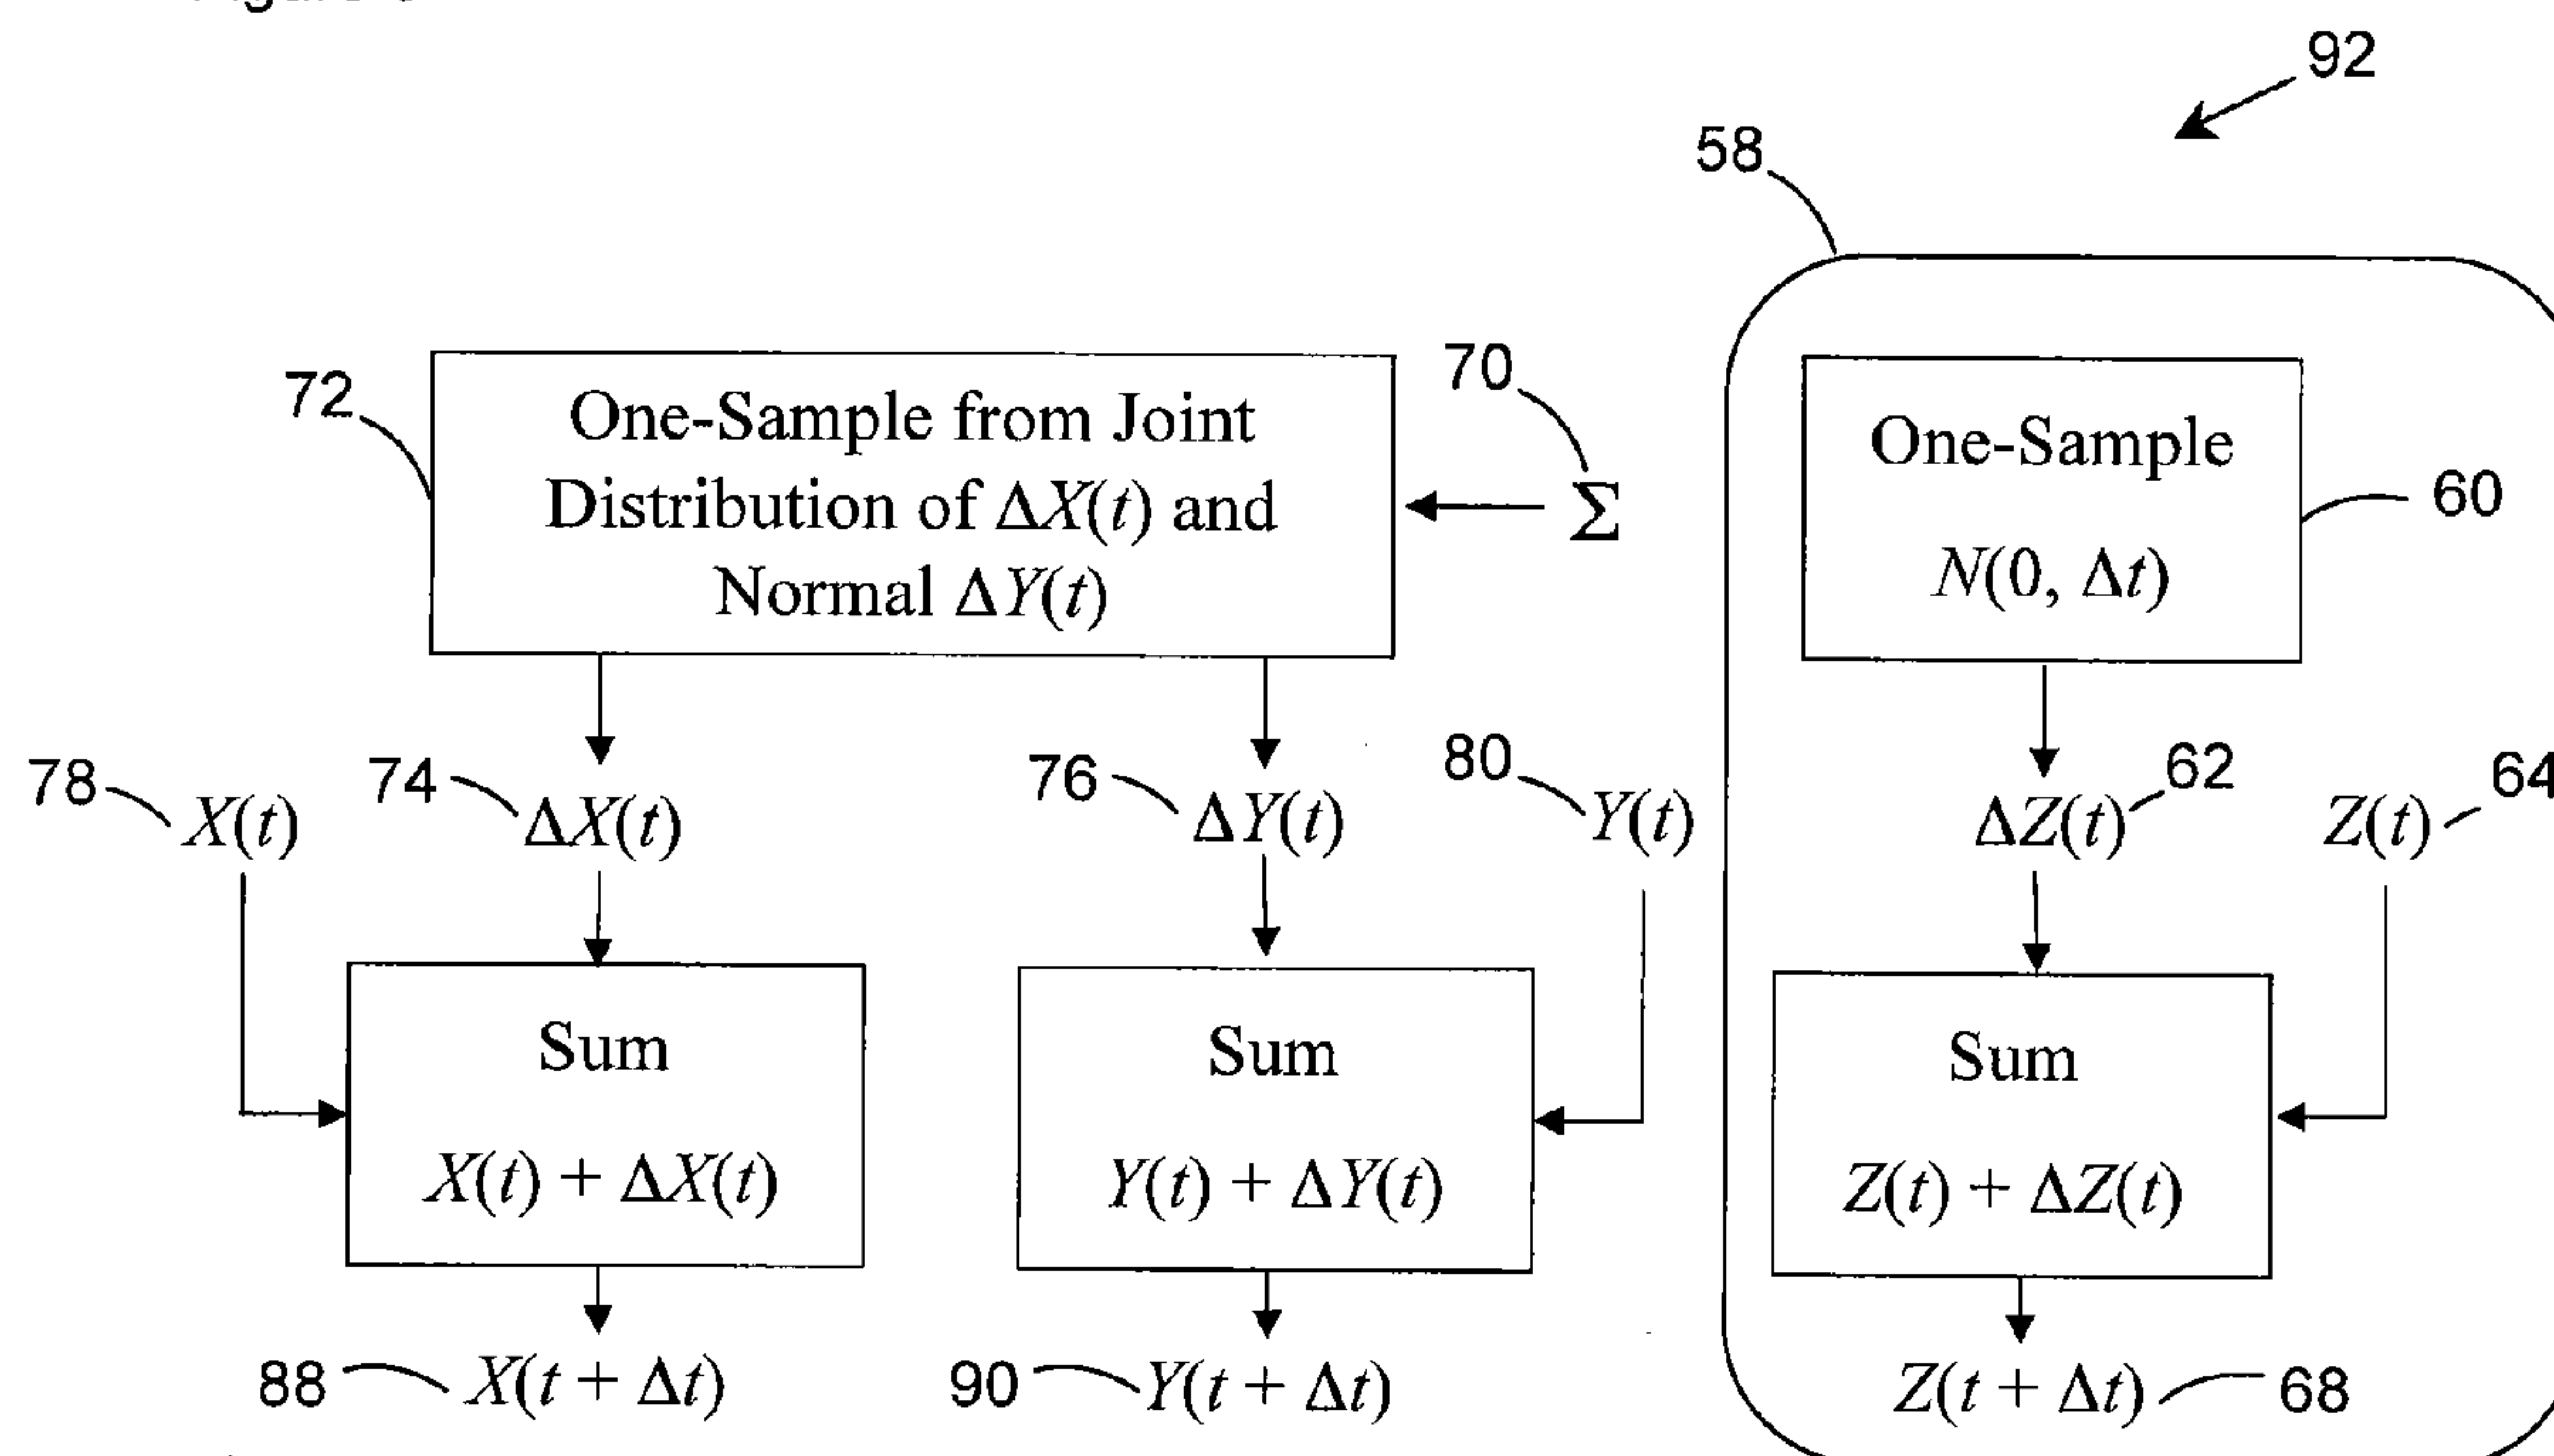 92
58
72
One-Sample from Joint
Distribution of ΔX(t) and
Normal ΔY(t)
70
Σ
One-Sample
N(0, Δt)
60
78
X(t)
74
ΔX(t)
76
ΔY(t)
80
Y(t)
ΔZ(t)
62
Z(t)
64
Sum
X(t) + ΔX(t)
Sum
Y(t) + ΔY(t)
Sum
Z(t) + ΔZ(t)
88
X(t + Δt)
90
Y(t + Δt)
Z(t + Δt)
68